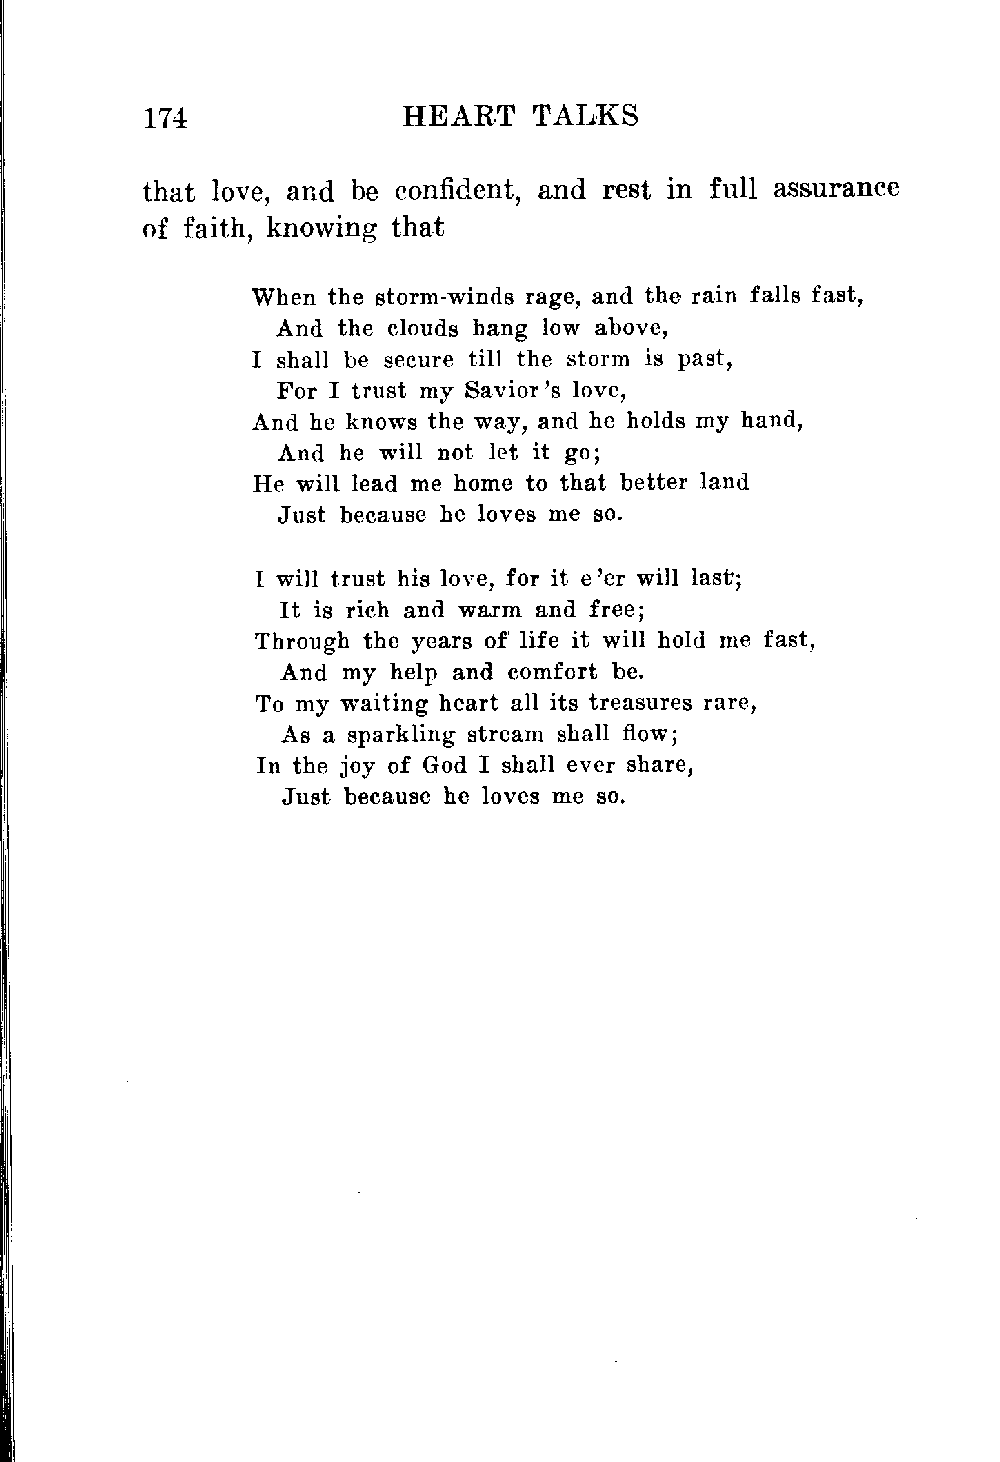 174 HEART TALKS
that love, and be confident, and rest in full assurance
of faith, knowing that
When the storm-winds rage, and the rain falls fast,
And the clouds hang low above,
I shall be secure till the storm is past,
For I trust my Savior's love,
And he knows the way, and he holds my hand,
And he will not let it go;
He will lead me home to that better land
Just because he loves me so.
I will trust his love, for it e'er will last;
It is rich and warm and free;
Through the years of life it will hold me fast,
And my help and comfort be.
To my waiting heart all its treasures rare,
As a sparkling stream shall flow;
In the joy of God I shall ever share,
Just because he loves me so.